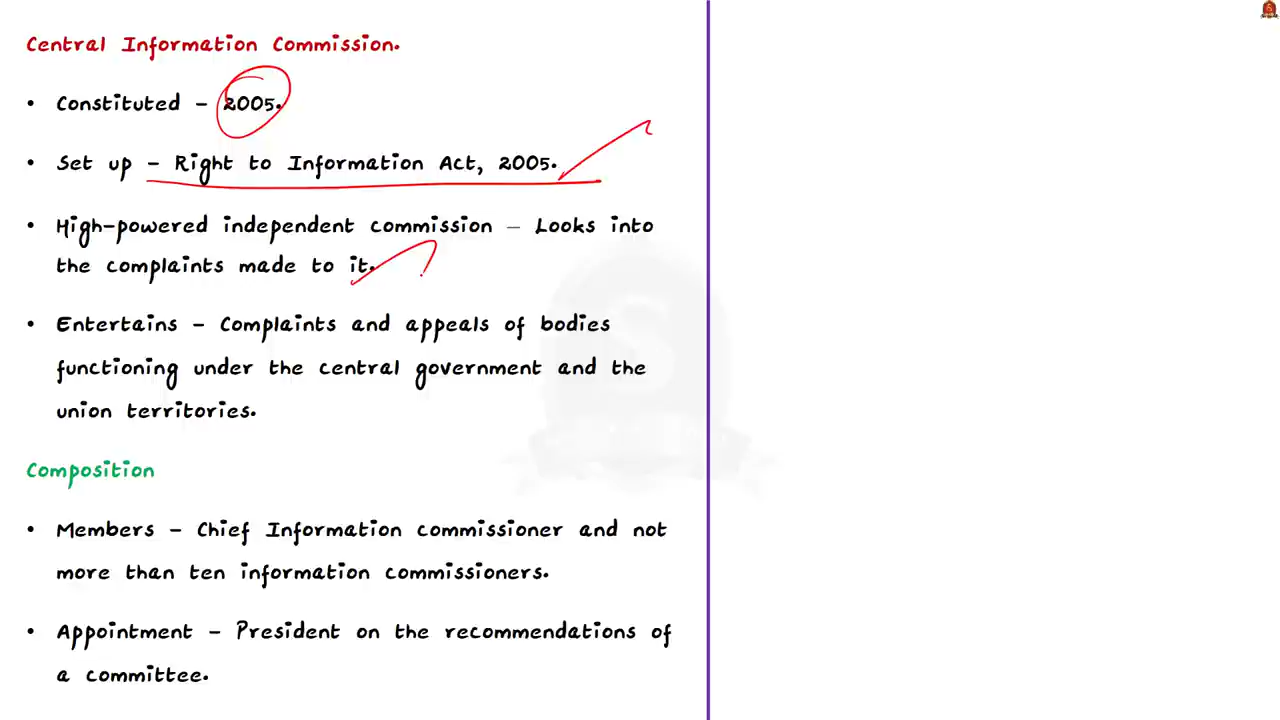 Central Information Commission.
• Constituted – 2005.
• Set up – Right to Information Act, 2005.
• High-powered independent commission – Looks into
the complaints made to it.
• Entertains – Complaints and appeals of bodies
functioning under the central government and the
union territories.
Composition
• Members – Chief Information commissioner and not
more than ten information commissioners.
• Appointment – President on the recommendations of
a committee.